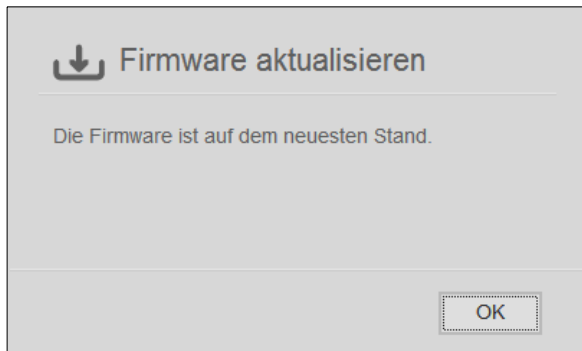 Firmware aktualisieren
Die Firmware ist auf dem neuesten Stand.
OK